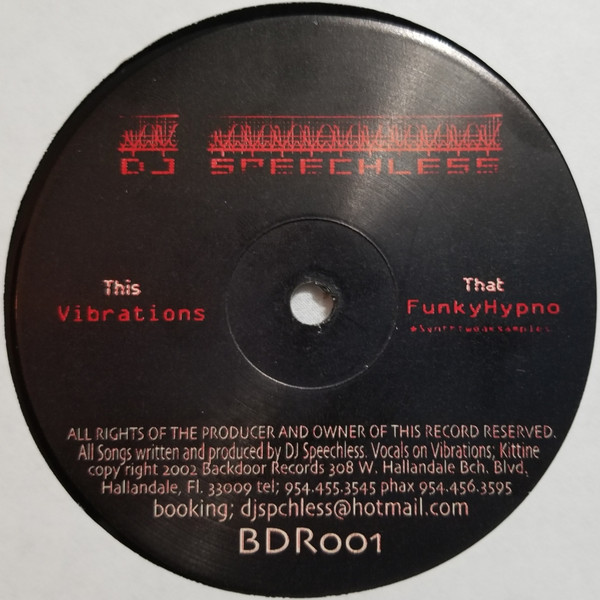 DJ SPEECHLESS
This
Vibrations
That
FunkyHypno
ALL RIGHTS OF THE PRODUCER AND OWNER OF THIS RECORD RESERVED.
All Songs written and produced by DJ Speechless. Vocals on Vibrations; Kittine
copy right 2002 Backdoor Records 308 W. Hallandale Bch. Blvd,
Hallandale, Fl. 33009 tel; 954.455.3545 phax 954.456.3595
booking; djspchless@hotmail.com
BDR001